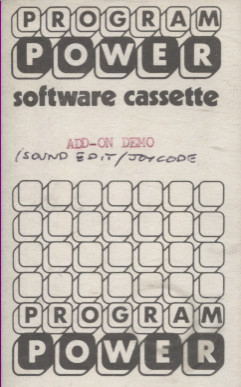 PROGRAM
POWER
software cassette
ADD-ON DEMO
(SOUND EDIT/JOYCODE
PROGRAM
POWER